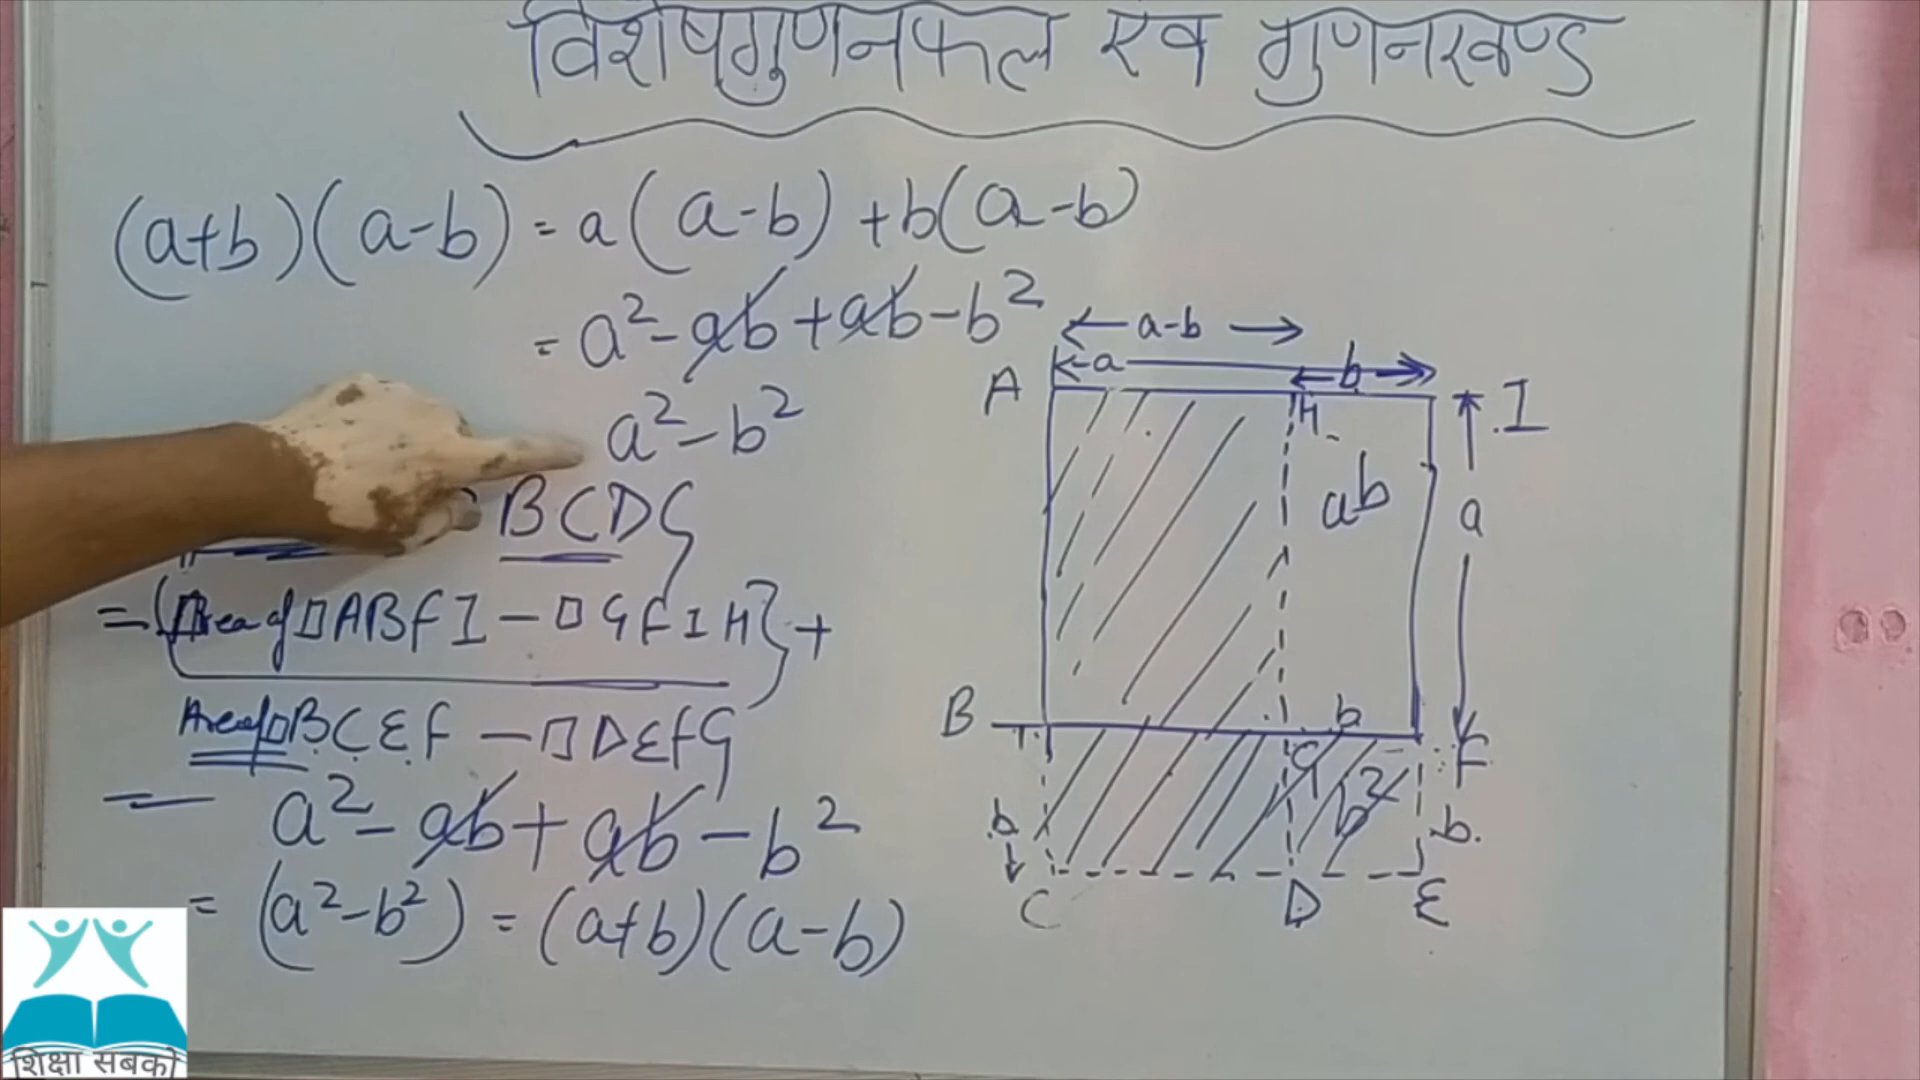 विशेषगुणनफल एव गुणनखण्ड
(a+b)(a-b) = a(a-b)+b(a-b)
= a²-ab+ab-b²
a²-b²
BCDG
= {Area of □ABFI - □GFIH} +
Area of □BCEF - □DEFG
a²-ab+ab-b²
= (a²-b²) = (a+b)(a-b)
a-b
a
b
A
H
I
ab
a
B
b
G
F
b
b²
b
C
D
E
शिक्षा सबको